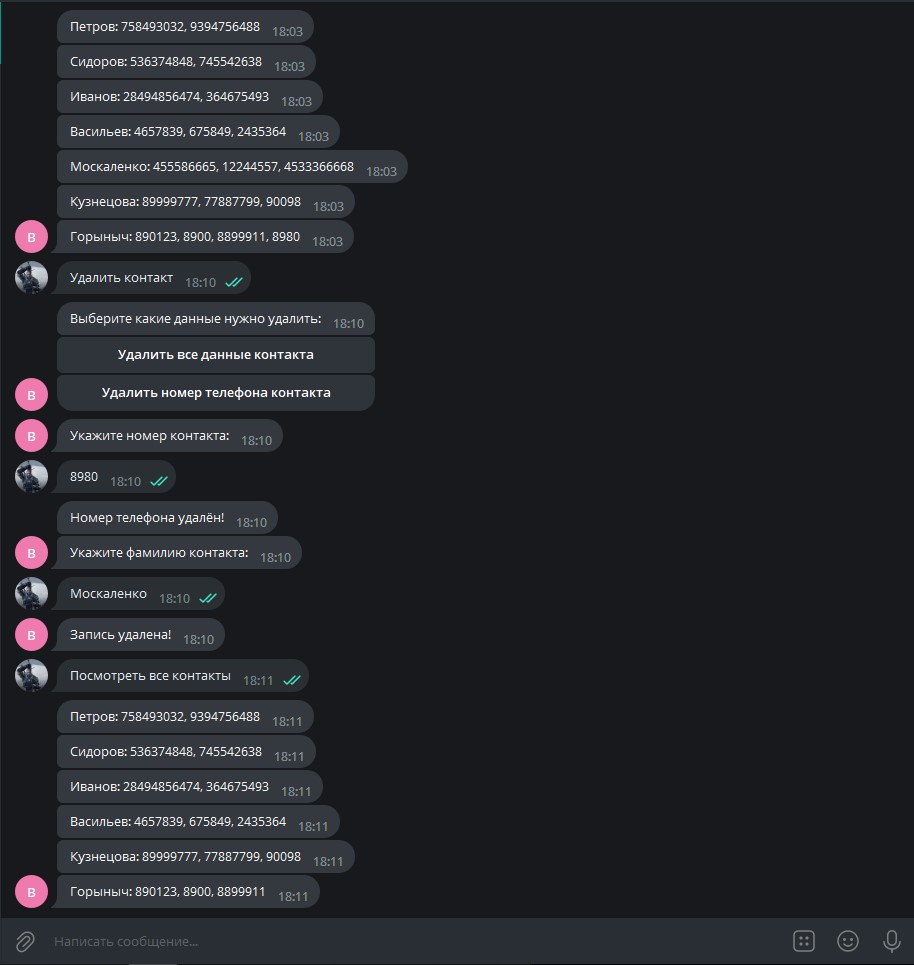 Петров: 758493032, 9394756488 18:03
Сидоров: 536374848, 745542638 18:03
Иванов: 28494856474, 364675493 18:03
Васильев: 4657839, 675849, 2435364 18:03
Москаленко: 455586665, 12244557, 4533366668 18:03
Кузнецова: 89999777, 77887799, 90098 18:03
В Горыныч: 890123, 8900, 8899911, 8980 18:03
Удалить контакт 18:10
Выберите какие данные нужно удалить: 18:10
Удалить все данные контакта
В Удалить номер телефона контакта
В Укажите номер контакта: 18:10
8980 18:10
Номер телефона удалён! 18:10
В Укажите фамилию контакта: 18:10
Москаленко 18:10
В Запись удалена! 18:10
Посмотреть все контакты 18:11
Петров: 758493032, 9394756488 18:11
Сидоров: 536374848, 745542638 18:11
Иванов: 28494856474, 364675493 18:11
Васильев: 4657839, 675849, 2435364 18:11
Кузнецова: 89999777, 77887799, 90098 18:11
В Горыныч: 890123, 8900, 8899911 18:11
Написать сообщение...